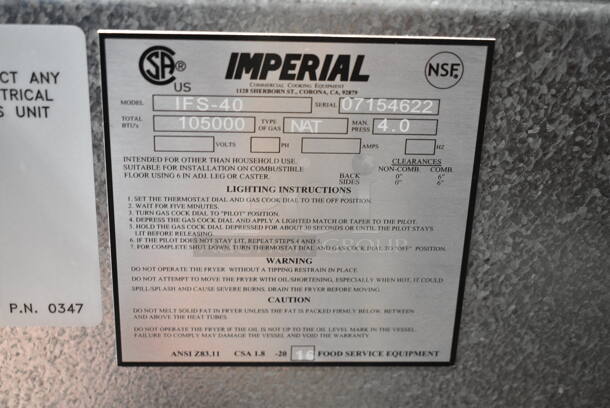 CT ANY
TRICAL
S UNIT
P.N. 0347
SA ® US
IMPERIAL
NSF.
COMMERCIAL COOKING EQUIPMENT
1128 SHERBORN ST., CORONA, CA, 92879
MODEL IFS-40 SERIAL 07154622
TOTAL BTU's 105000 TYPE OF GAS NAT MAN. PRESS 4.0
VOLTS PH AMPS HZ
INTENDED FOR OTHER THAN HOUSEHOLD USE. CLEARANCES
SUITABLE FOR INSTALLATION ON COMBUSTIBLE NON-COMB. COMB.
FLOOR USING 6 IN ADJ. LEG OR CASTER. BACK 0" 6"
SIDES 0" 6"
LIGHTING INSTRUCTIONS
1. SET THE THERMOSTAT DIAL AND GAS COCK DIAL TO THE OFF POSITION.
2. WAIT FOR FIVE MINUTES.
3. TURN GAS COCK DIAL TO "PILOT" POSITION.
4. DEPRESS THE GAS COCK DIAL AND APPLY A LIGHTED MATCH OR TAPER TO THE PILOT.
5. HOLD THE GAS COCK DIAL DEPRESSED FOR ABOUT 30 SECONDS OR UNTIL THE PILOT STAYS
LIT BEFORE RELEASING.
6. IF THE PILOT DOES NOT STAY LIT, REPEAT STEPS 4 AND 5.
7. FOR COMPLETE SHUT DOWN, TURN THERMOSTAT DIAL AND GAS COCK DIAL TO "OFF" POSITION.
GROUP
WARNING
DO NOT OPERATE THE FRYER WITHOUT A TIPPING RESTRAIN IN PLACE.
DO NOT ATTEMPT TO MOVE THE FRYER WITH OIL/SHORTENING, ESPECIALLY WHEN HOT, IT COULD
SPILL/SPLASH AND CAUSE SEVERE BURNS. DRAIN THE FRYER BEFORE MOVING.
CAUTION
DO NOT MELT SOLID FAT IN FRYER UNLESS THE FAT IS PACKED FIRMLY BELOW, BETWEEN
AND ABOVE THE HEAT TUBES.
DO NOT OPERATE THE FRYER IF THE OIL IS NOT UP TO THE OIL LEVEL MARK IN THE VESSEL.
FAILURE TO COMPLY MAY DAMAGE THE VESSEL AND VOID THE WARRANTY
ANSI Z83.11 CSA 1.8 -20 16 FOOD SERVICE EQUIPMENT